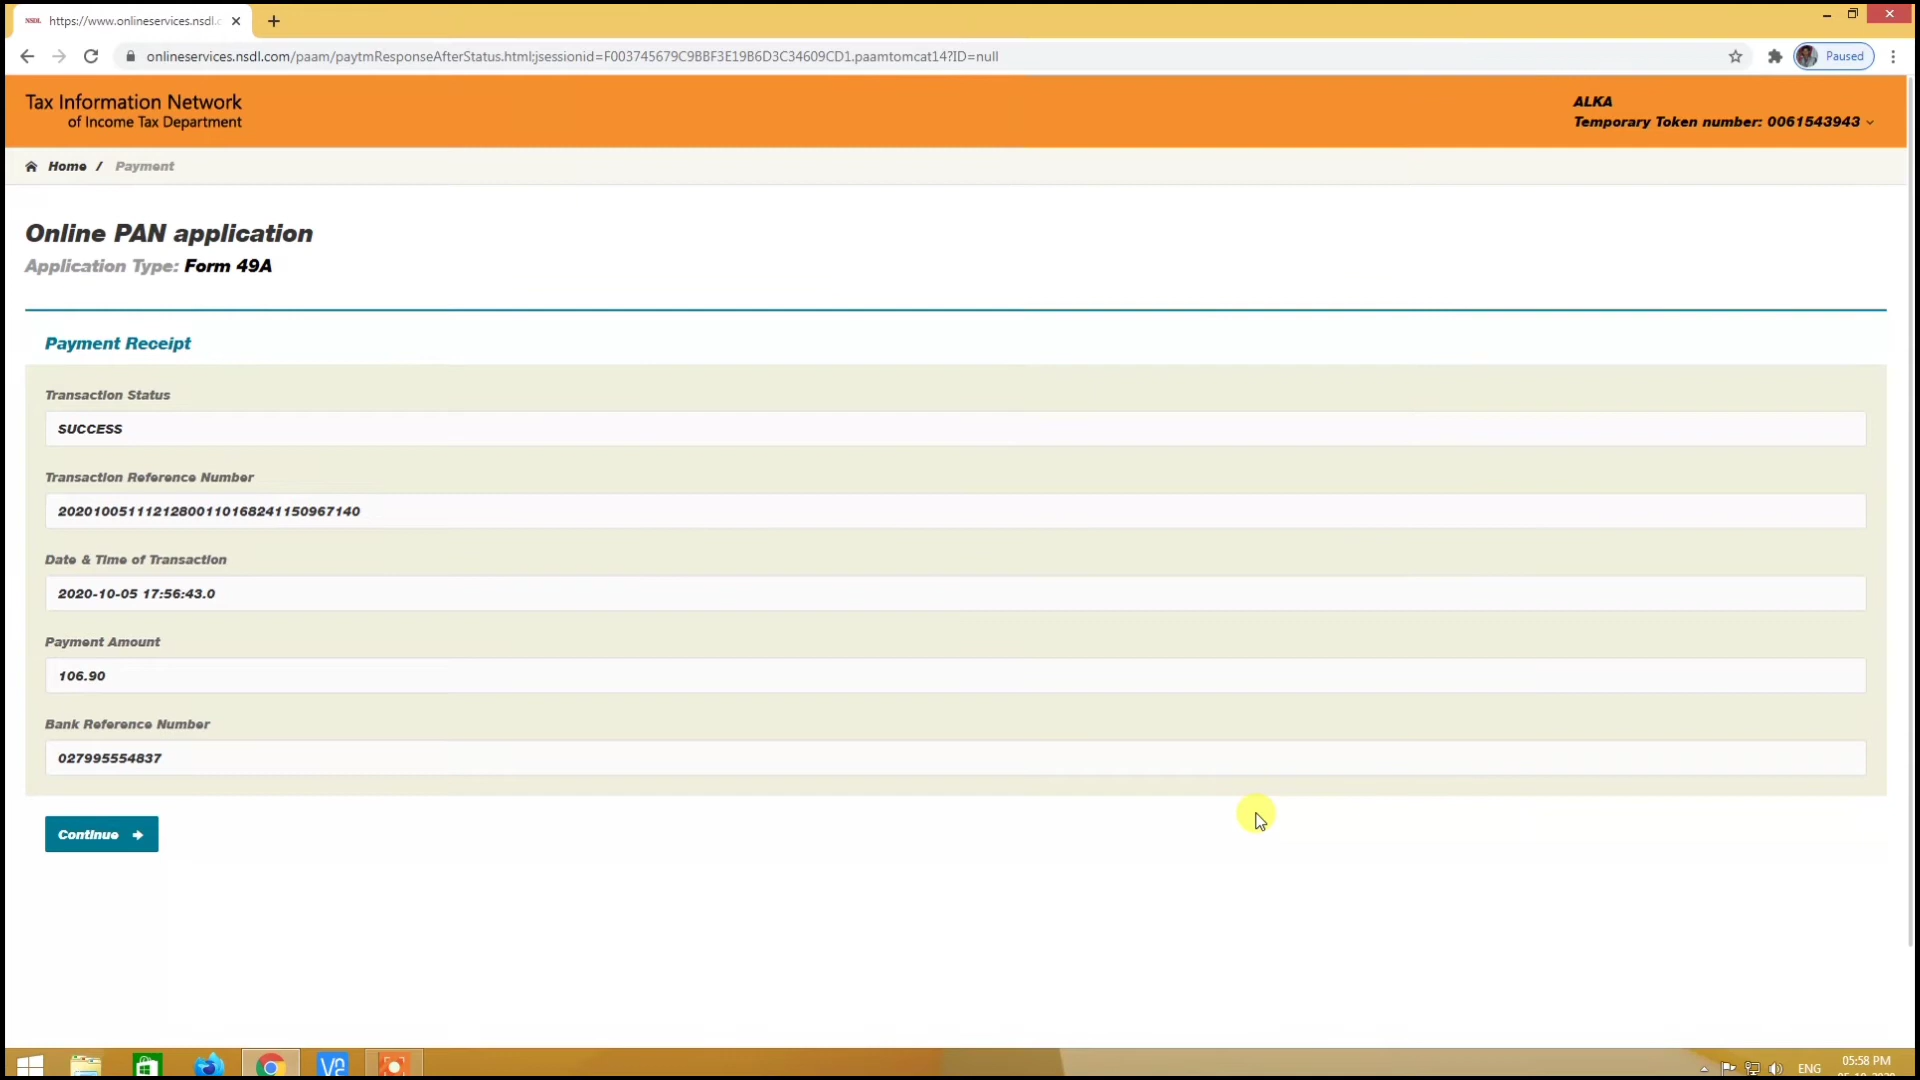 NSDL https://www.onlineservices.nsdl.c
onlineservices.nsdl.com/paam/paytmResponseAfterStatus.html;jsessionid=F003745679C9BBF3E19B6D3C34609CD1.paamtomcat14?ID=null
Paused
Tax Information Network
of Income Tax Department
ALKA
Temporary Token number: 0061543943
Home / Payment
Online PAN application
Application Type: Form 49A
Payment Receipt
Transaction Status
SUCCESS
Transaction Reference Number
20201005111212800110168241150967140
Date & Time of Transaction
2020-10-05 17:56:43.0
Payment Amount
106.90
Bank Reference Number
027995554837
Continue
ENG
05:58 PM